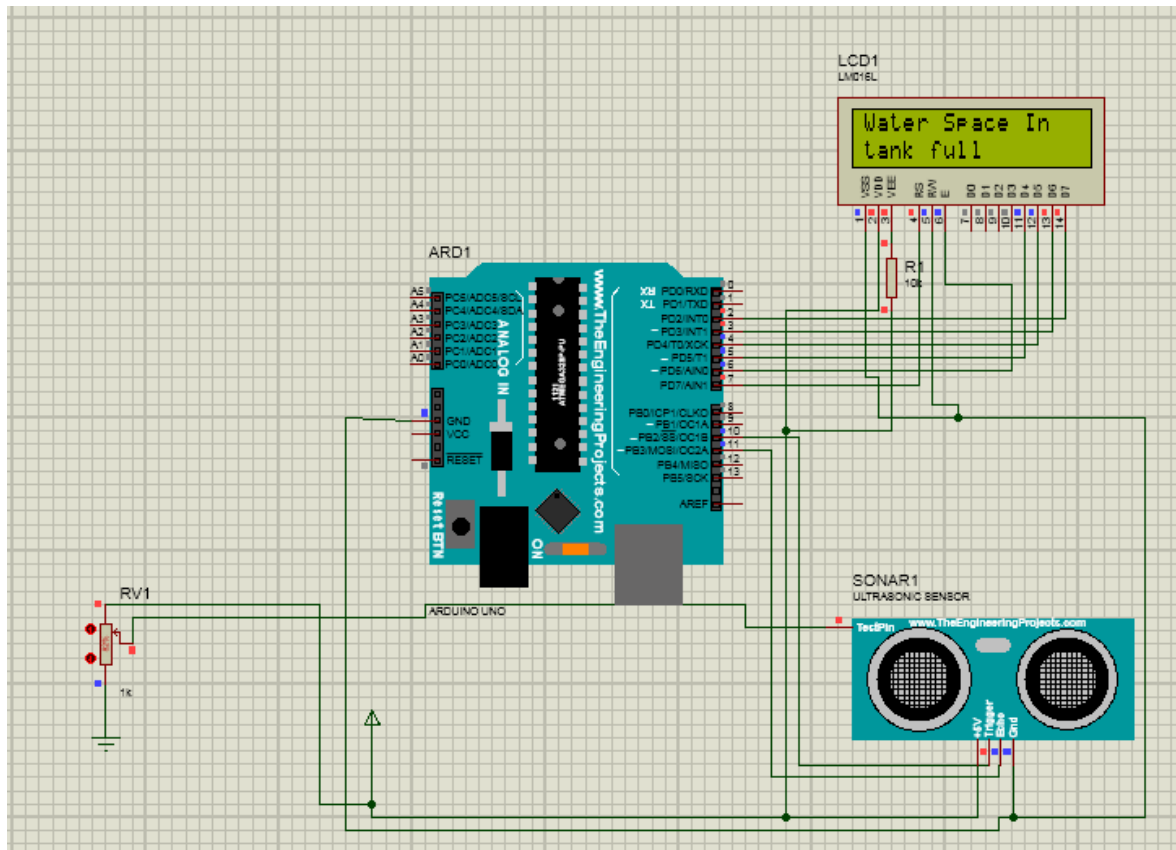 LCD1
LM016L
Water Space In
tank full
VSS
VDD
VEE
RS
RW
E
D0
D1
D2
D3
D4
D5
D6
D7
1
2
3
4
5
6
7
8
9
10
11
12
13
14
R1
10k
ARD1
A5
A4
A3
A2
A1
A0
PC5/ADC5/SCL
PC4/ADC4/SDA
PC3/ADC3
PC2/ADC2
PC1/ADC1
PC0/ADC0
ANALOG IN
GND
VCC
RESET
Reset BTN
1121
www.TheEngineeringProjects.com
ON
RX
TX
PD0/RXD
PD1/TXD
PD2/INT0
PD3/INT1
PD4/T0/XCK
PD5/T1
PD6/AIN0
PD7/AIN1
PB0/ICP1/CLKO
PB1/OC1A
PB2/SS/OC1B
PB3/MOSI/OC2A
PB4/MISO
PB5/SCK
AREF
0
1
2
3
4
5
6
7
8
9
10
11
12
13
ARDUINO UNO
RV1
1k
SONAR1
ULTRASONIC SENSOR
TestPin
www.TheEngineeringProjects.com
+5V
Trigger
Echo
Gnd